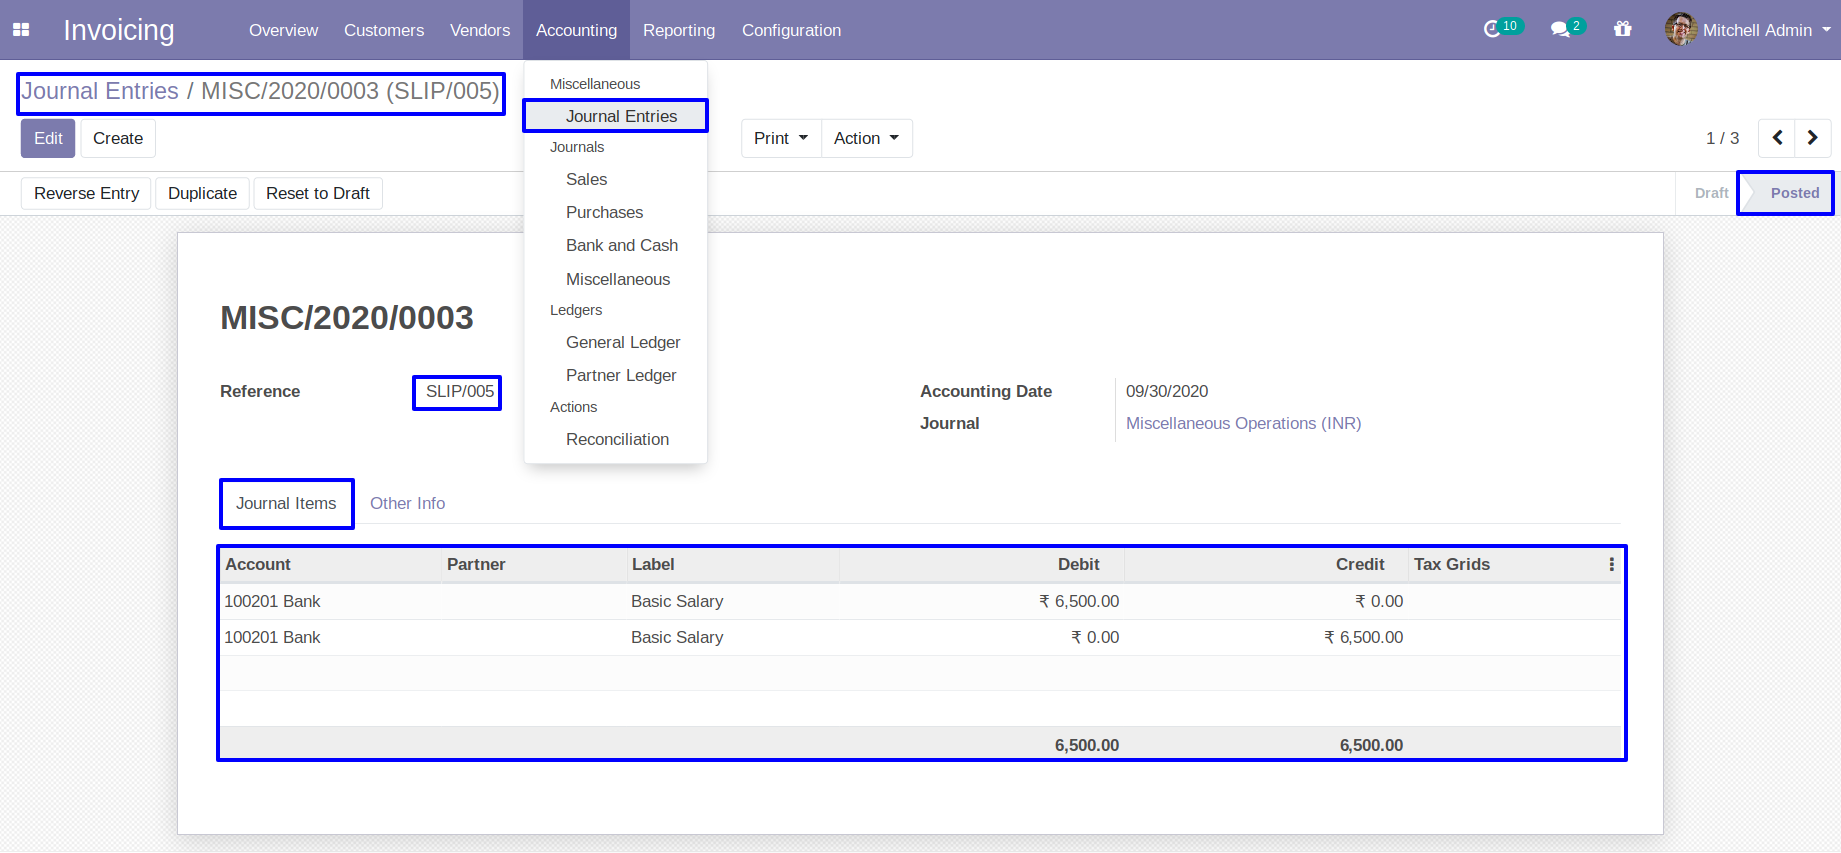 Invoicing Overview Customers Vendors Accounting Reporting Configuration 10 2 Mitchell Admin
Journal Entries / MISC/2020/0003 (SLIP/005)
Edit Create
Print Action
1 / 3
Reverse Entry Duplicate Reset to Draft
Draft Posted
Miscellaneous
Journal Entries
Journals
Sales
Purchases
Bank and Cash
Miscellaneous
Ledgers
General Ledger
Partner Ledger
Actions
Reconciliation
MISC/2020/0003
Reference SLIP/005
Accounting Date 09/30/2020
Journal Miscellaneous Operations (INR)
Journal Items Other Info
Account Partner Label Debit Credit Tax Grids
100201 Bank Basic Salary ₹ 6,500.00 ₹ 0.00
100201 Bank Basic Salary ₹ 0.00 ₹ 6,500.00
6,500.00 6,500.00